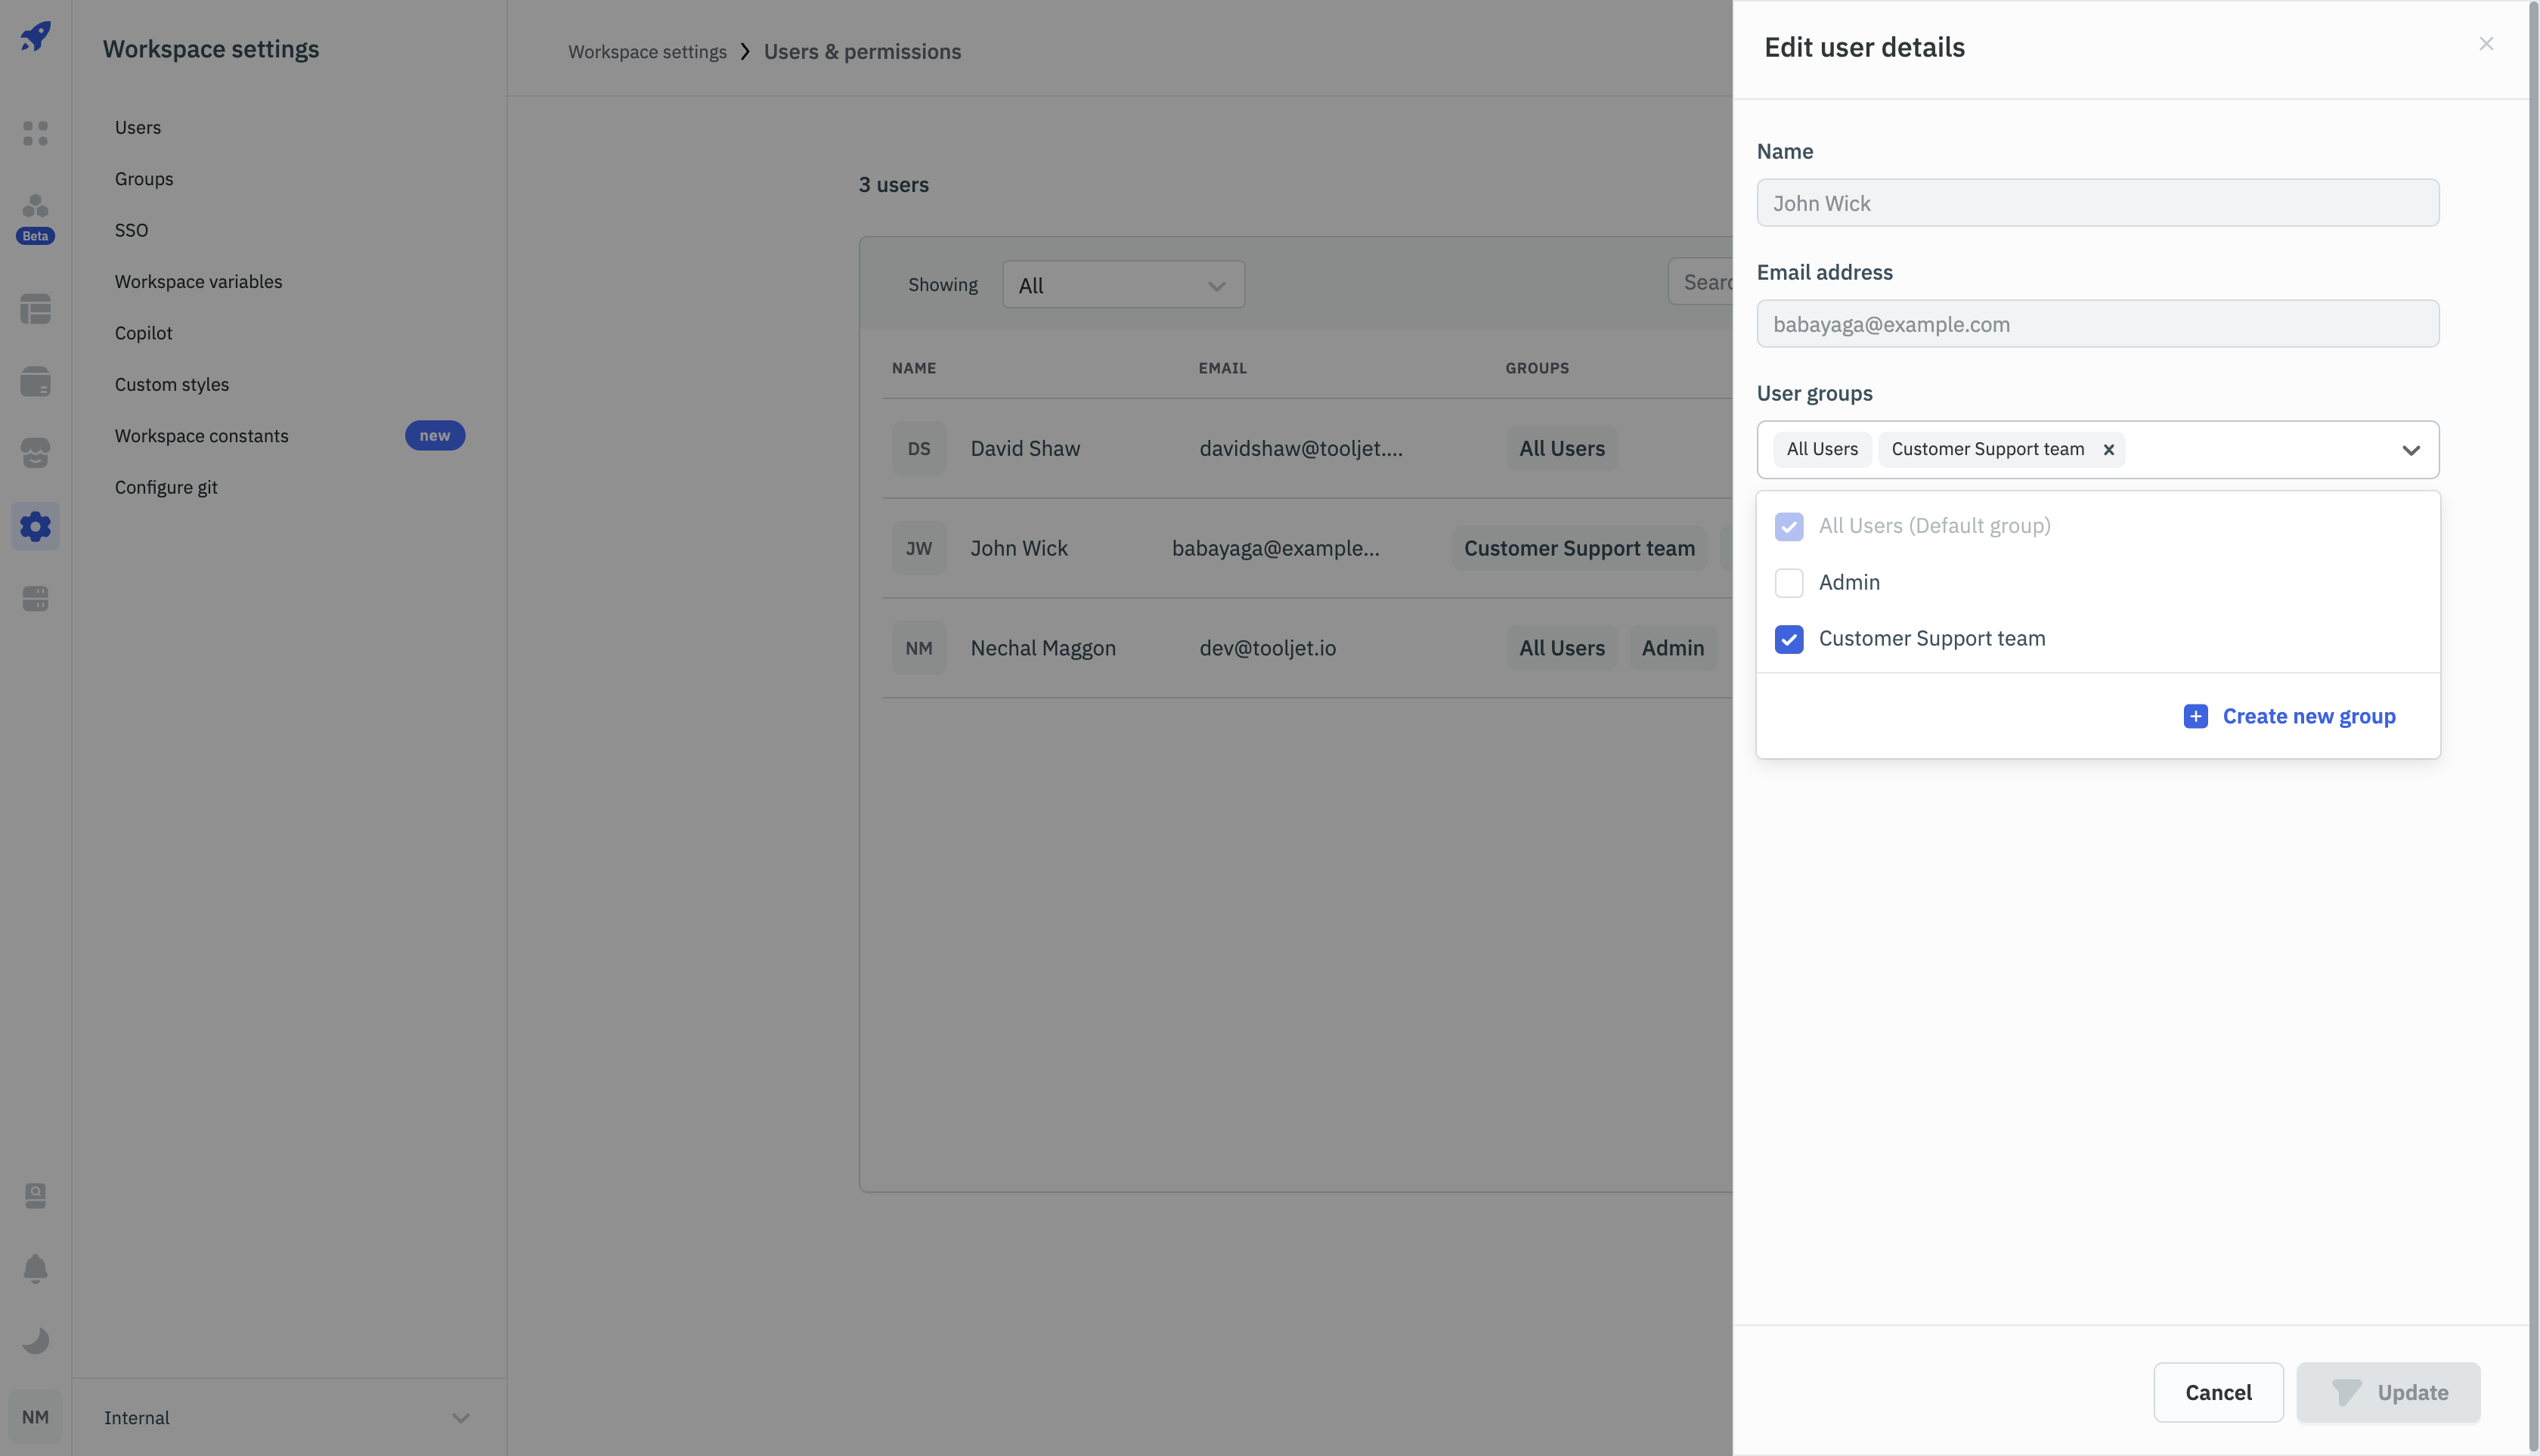 Workspace settings
Beta
Users
Groups
SSO
Workspace variables
Copilot
Custom styles
Workspace constants
new
Configure git
NM
Internal
Workspace settings
Users & permissions
3 users
Showing
All
NAME
EMAIL
GROUPS
DS
David Shaw
davidshaw@tooljet....
All Users
JW
John Wick
babayaga@example...
Customer Support team
NM
Nechal Maggon
dev@tooljet.io
All Users
Admin
Edit user details
Name
John Wick
Email address
babayaga@example.com
User groups
All Users
Customer Support team
All Users (Default group)
Admin
Customer Support team
Create new group
Cancel
Update